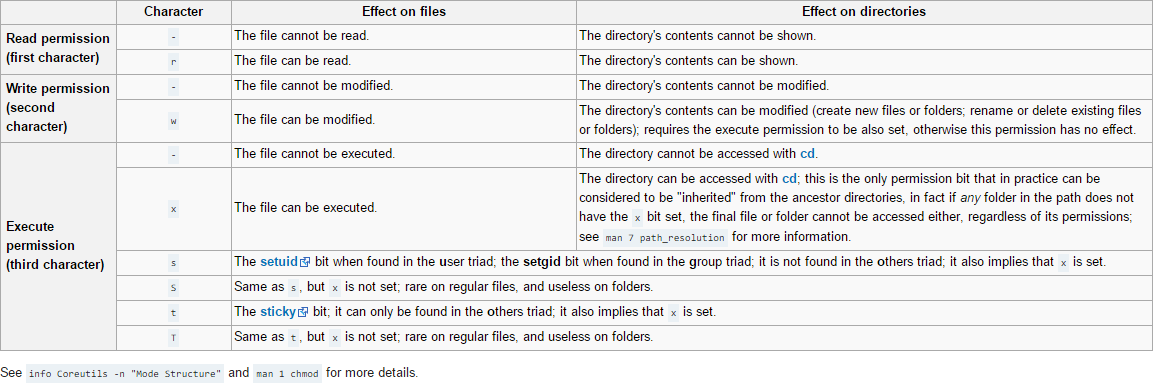 Character Effect on files Effect on directories
Read permission
(first character)
- The file cannot be read. The directory's contents cannot be shown.
r The file can be read. The directory's contents can be shown.
Write permission
(second
character)
- The file cannot be modified. The directory's contents cannot be modified.
w The file can be modified. The directory's contents can be modified (create new files or folders; rename or delete existing files
or folders); requires the execute permission to be also set, otherwise this permission has no effect.
Execute
permission
(third character)
- The file cannot be executed. The directory cannot be accessed with cd.
x The file can be executed. The directory can be accessed with cd; this is the only permission bit that in practice can be
considered to be "inherited" from the ancestor directories, in fact if any folder in the path does not
have the x bit set, the final file or folder cannot be accessed either, regardless of its permissions;
see man 7 path_resolution for more information.
s The setuid bit when found in the user triad; the setgid bit when found in the group triad; it is not found in the others triad; it also implies that x is set.
S Same as s, but x is not set; rare on regular files, and useless on folders.
t The sticky bit; it can only be found in the others triad; it also implies that x is set.
T Same as t, but x is not set; rare on regular files, and useless on folders.
See info Coreutils -n "Mode Structure" and man 1 chmod for more details.